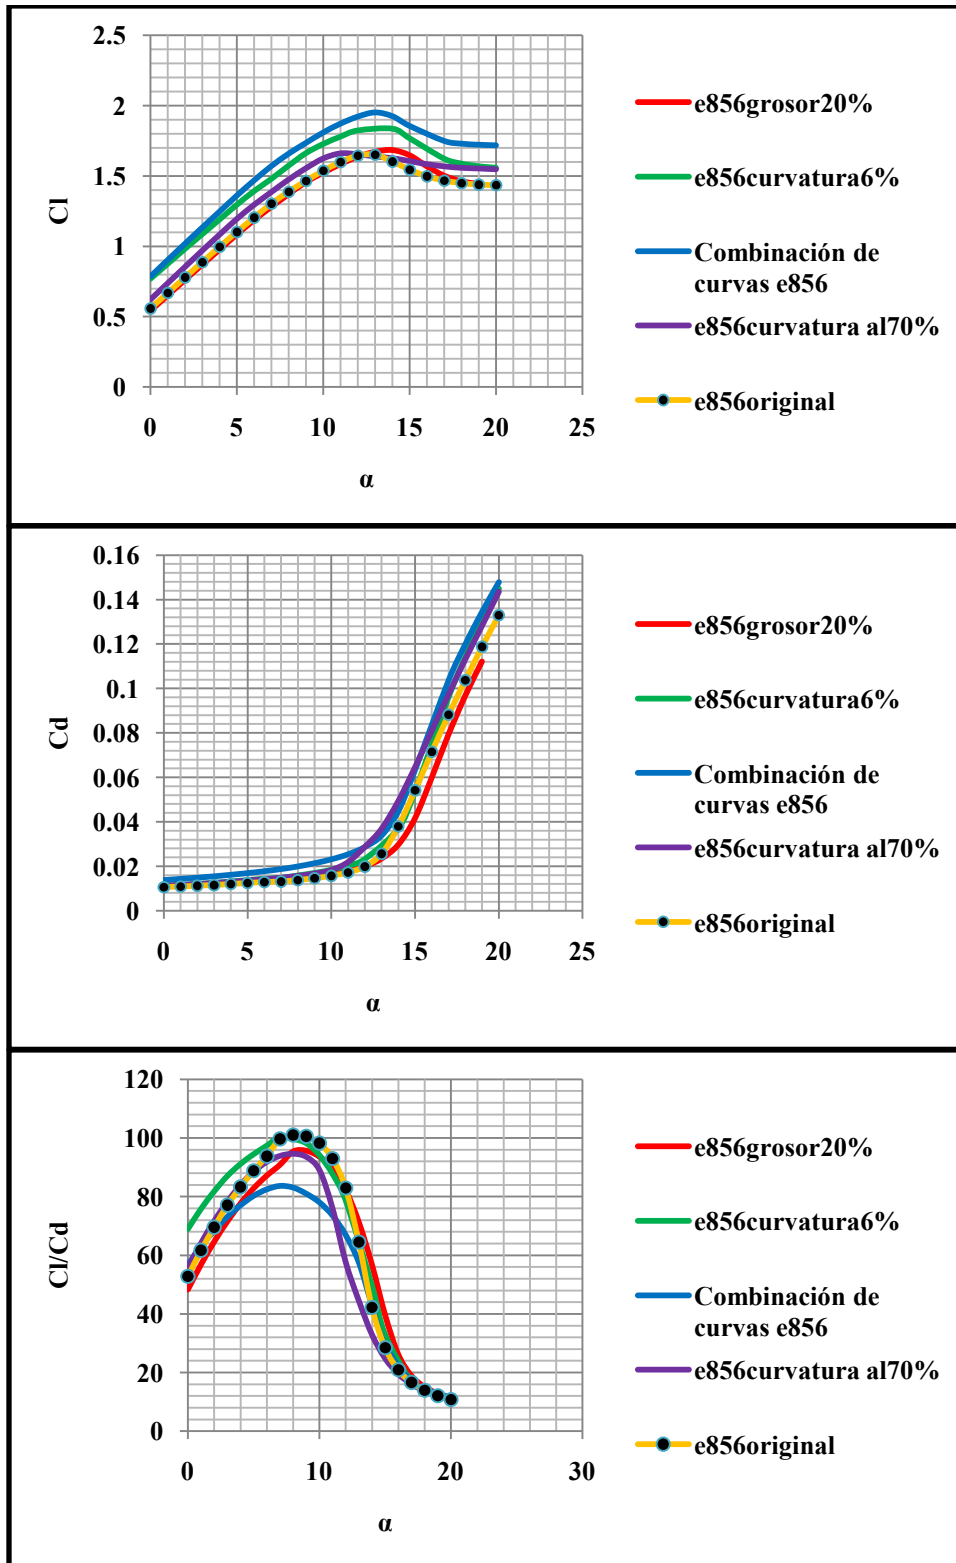 2.5
2
1.5
1
0.5
0
Cl
0 5 10 15 20 25
α
e856grosor20%
e856curvatura6%
Combinación de
curvas e856
e856curvatura al70%
e856original
0.16
0.14
0.12
0.1
0.08
0.06
0.04
0.02
0
Cd
0 5 10 15 20 25
α
e856grosor20%
e856curvatura6%
Combinación de
curvas e856
e856curvatura al70%
e856original
120
100
80
60
40
20
0
Cl/Cd
0 10 20 30
α
e856grosor20%
e856curvatura6%
Combinación de
curvas e856
e856curvatura al70%
e856original